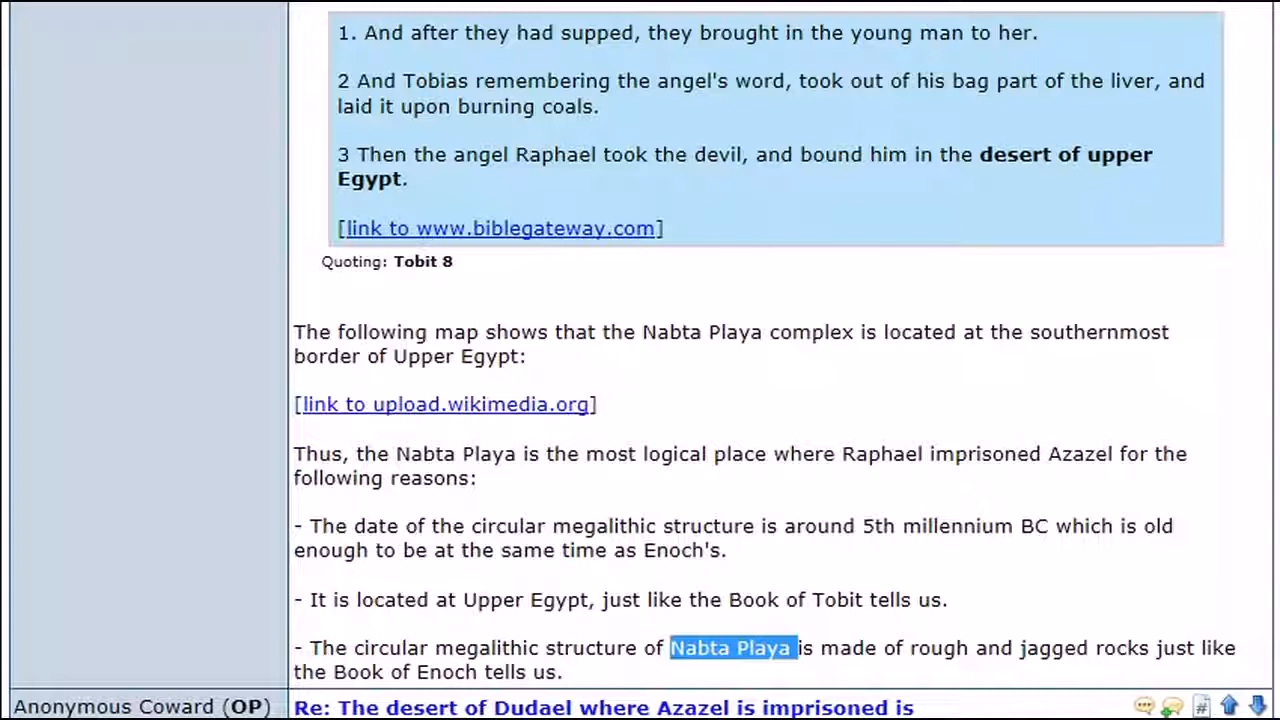 1. And after they had supped, they brought in the young man to her.
2 And Tobias remembering the angel's word, took out of his bag part of the liver, and
laid it upon burning coals.
3 Then the angel Raphael took the devil, and bound him in the desert of upper
Egypt.
[link to www.biblegateway.com]
Quoting: Tobit 8
The following map shows that the Nabta Playa complex is located at the southernmost
border of Upper Egypt:
[link to upload.wikimedia.org]
Thus, the Nabta Playa is the most logical place where Raphael imprisoned Azazel for the
following reasons:
- The date of the circular megalithic structure is around 5th millennium BC which is old
enough to be at the same time as Enoch's.
- It is located at Upper Egypt, just like the Book of Tobit tells us.
- The circular megalithic structure of Nabta Playa is made of rough and jagged rocks just like
the Book of Enoch tells us.
Anonymous Coward (OP)
Re: The desert of Dudael where Azazel is imprisoned is
#